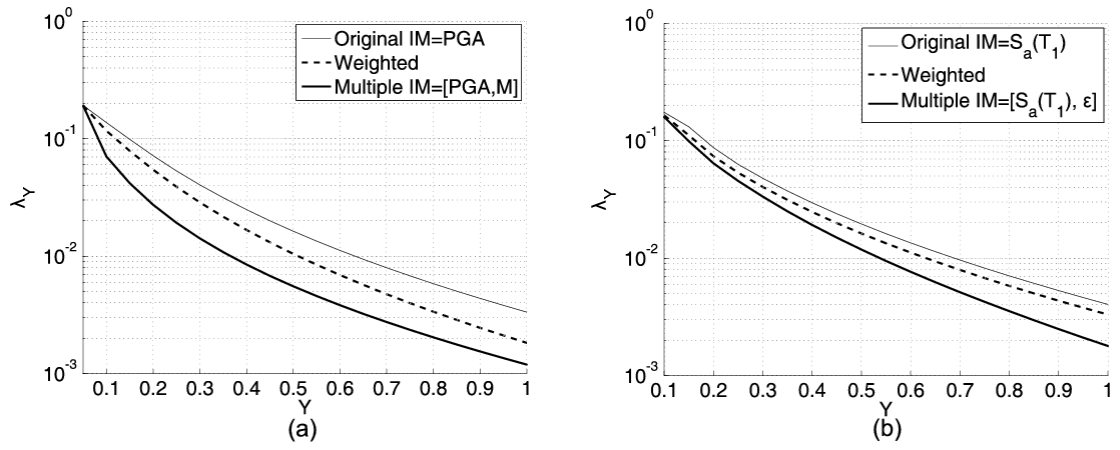 10^0
10^-1
10^-2
10^-3
λ_Y
Original IM=PGA
Weighted
Multiple IM=[PGA,M]
0.1 0.2 0.3 0.4 0.5 0.6 0.7 0.8 0.9 1
Y
(a)
10^0
10^-1
10^-2
10^-3
λ_Y
Original IM=S_a(T_1)
Weighted
Multiple IM=[S_a(T_1), ε]
0.1 0.2 0.3 0.4 0.5 0.6 0.7 0.8 0.9 1
Y
(b)